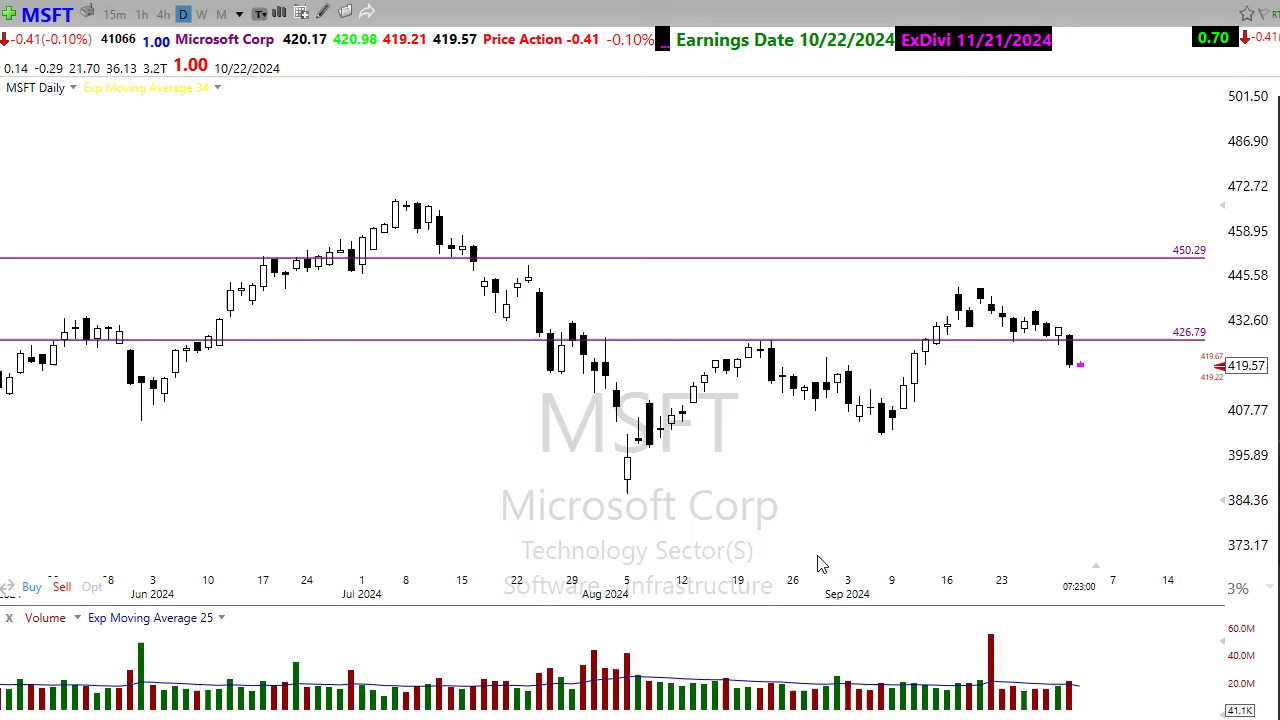 MSFT 15m 1h 4h D W M T
-0.41(-0.10%) 41066 1.00 Microsoft Corp 420.17 420.98 419.21 419.57 Price Action -0.41 -0.10% ... Earnings Date 10/22/2024 ExDivi 11/21/2024 0.70 -0.41(
0.14 -0.29 21.70 36.13 3.2T 1.00 10/22/2024
MSFT Daily Exp Moving Average 34
501.50
486.90
472.72
458.95
450.29
445.58
432.60
426.79
419.67
419.57
419.22
407.77
MSFT
395.89
Microsoft Corp
384.36
Technology Sector(S)
373.17
Software - Infrastructure
3 10 17 24 1 8 15 22 5 12 19 26 3 9 16 23 07:23:00 7 14
Buy Sell Opt
3%
Jun 2024 Jul 2024 Aug 2024 Sep 2024
x Volume Exp Moving Average 25
60.0M
40.0M
20.0M
41.1K